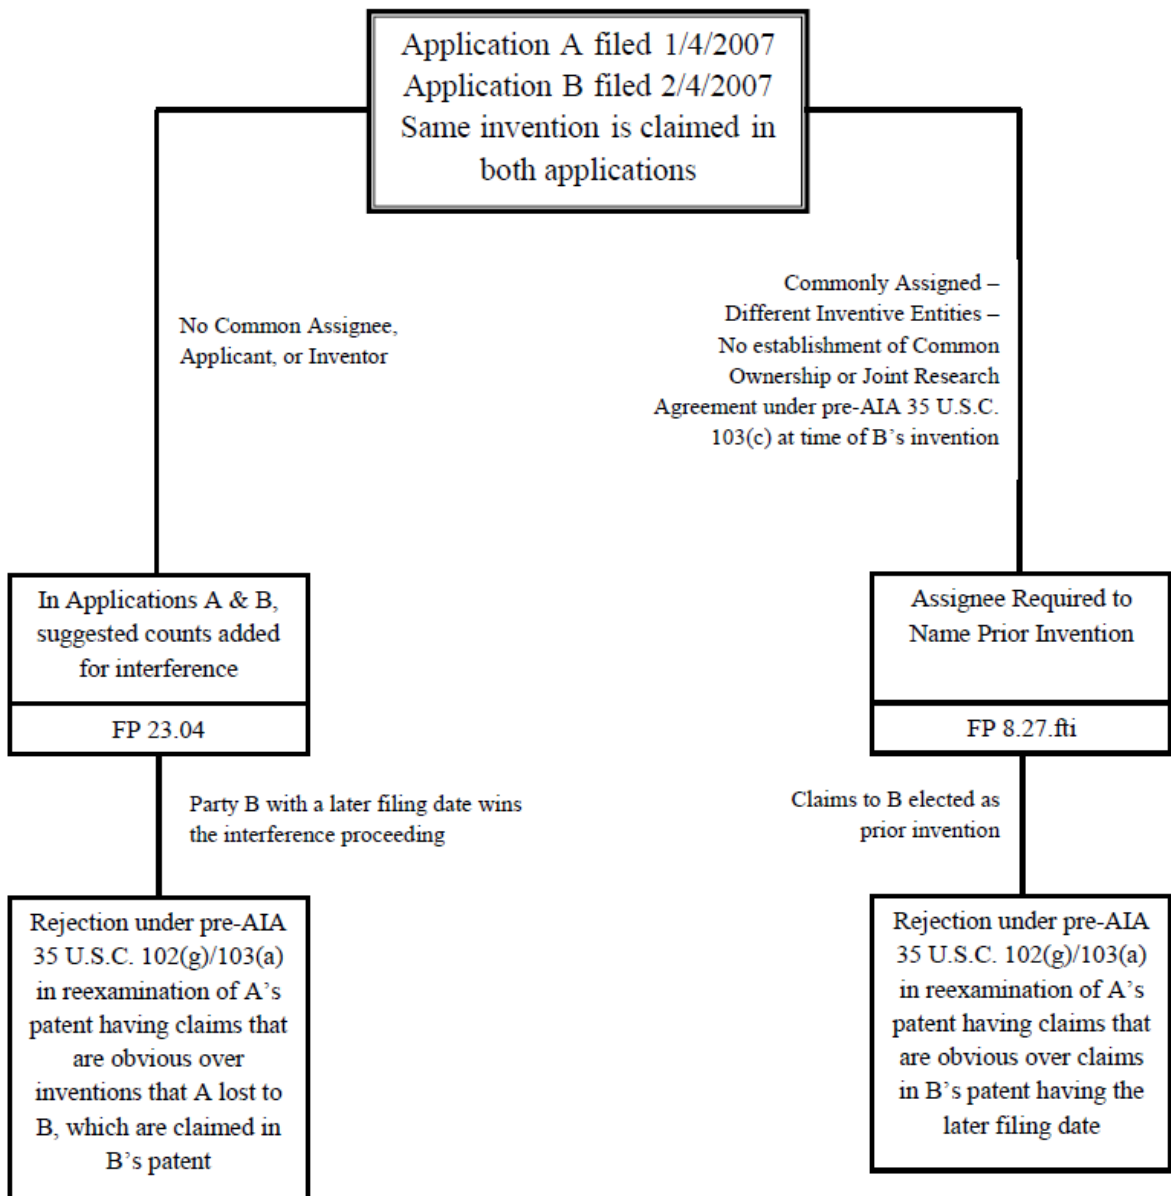 Application A filed 1/4/2007
Application B filed 2/4/2007
Same invention is claimed in
both applications
No Common Assignee,
Applicant, or Inventor
Commonly Assigned –
Different Inventive Entities –
No establishment of Common
Ownership or Joint Research
Agreement under pre-AIA 35 U.S.C.
103(c) at time of B’s invention
In Applications A & B,
suggested counts added
for interference
FP 23.04
Assignee Required to
Name Prior Invention
FP 8.27.fti
Party B with a later filing date wins
the interference proceeding
Claims to B elected as
prior invention
Rejection under pre-AIA
35 U.S.C. 102(g)/103(a)
in reexamination of A’s
patent having claims that
are obvious over
inventions that A lost to
B, which are claimed in
B’s patent
Rejection under pre-AIA
35 U.S.C. 102(g)/103(a)
in reexamination of A’s
patent having claims that
are obvious over claims
in B’s patent having the
later filing date